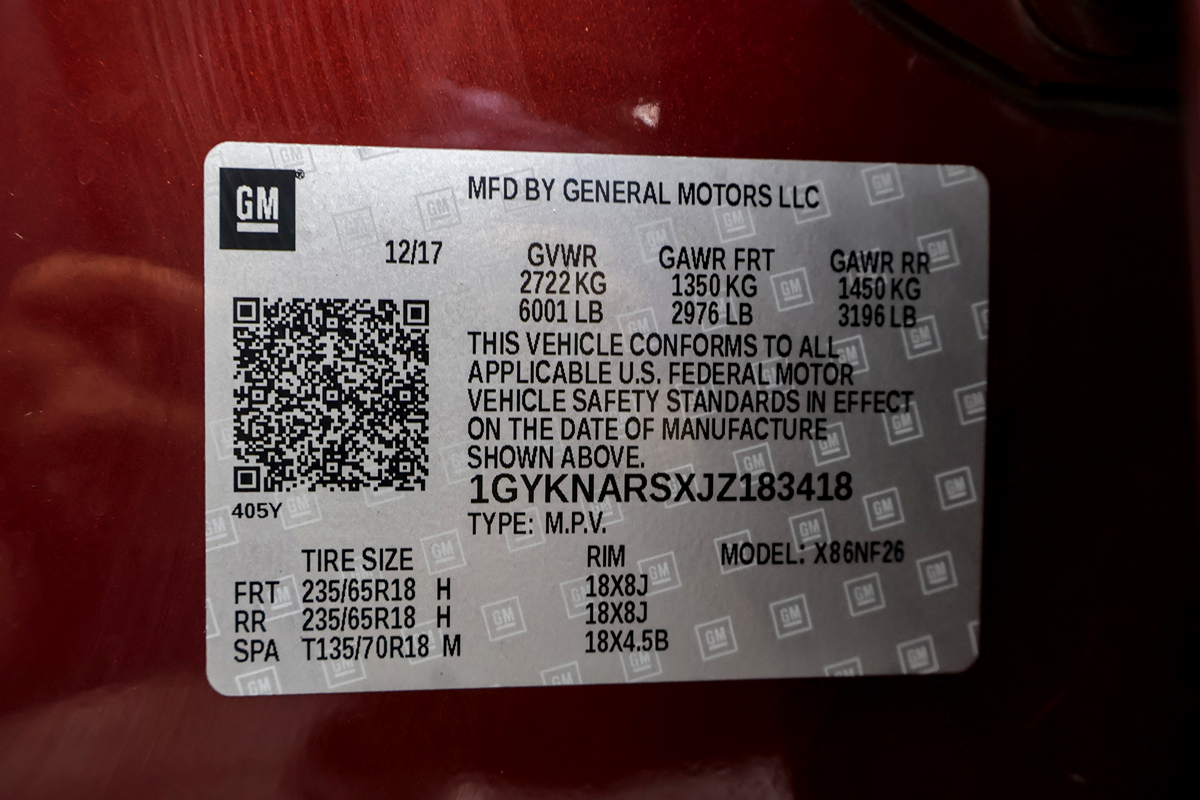 GM®
MFD BY GENERAL MOTORS LLC
12/17
GVWR GAWR FRT GAWR RR
2722 KG 1350 KG 1450 KG
6001 LB 2976 LB 3196 LB
THIS VEHICLE CONFORMS TO ALL
APPLICABLE U.S. FEDERAL MOTOR
VEHICLE SAFETY STANDARDS IN EFFECT
ON THE DATE OF MANUFACTURE
SHOWN ABOVE.
1GYKNARSXJZ183418
405Y
TYPE: M.P.V.
TIRE SIZE RIM MODEL: X86NF26
FRT 235/65R18 H 18X8J
RR 235/65R18 H 18X8J
SPA T135/70R18 M 18X4.5B